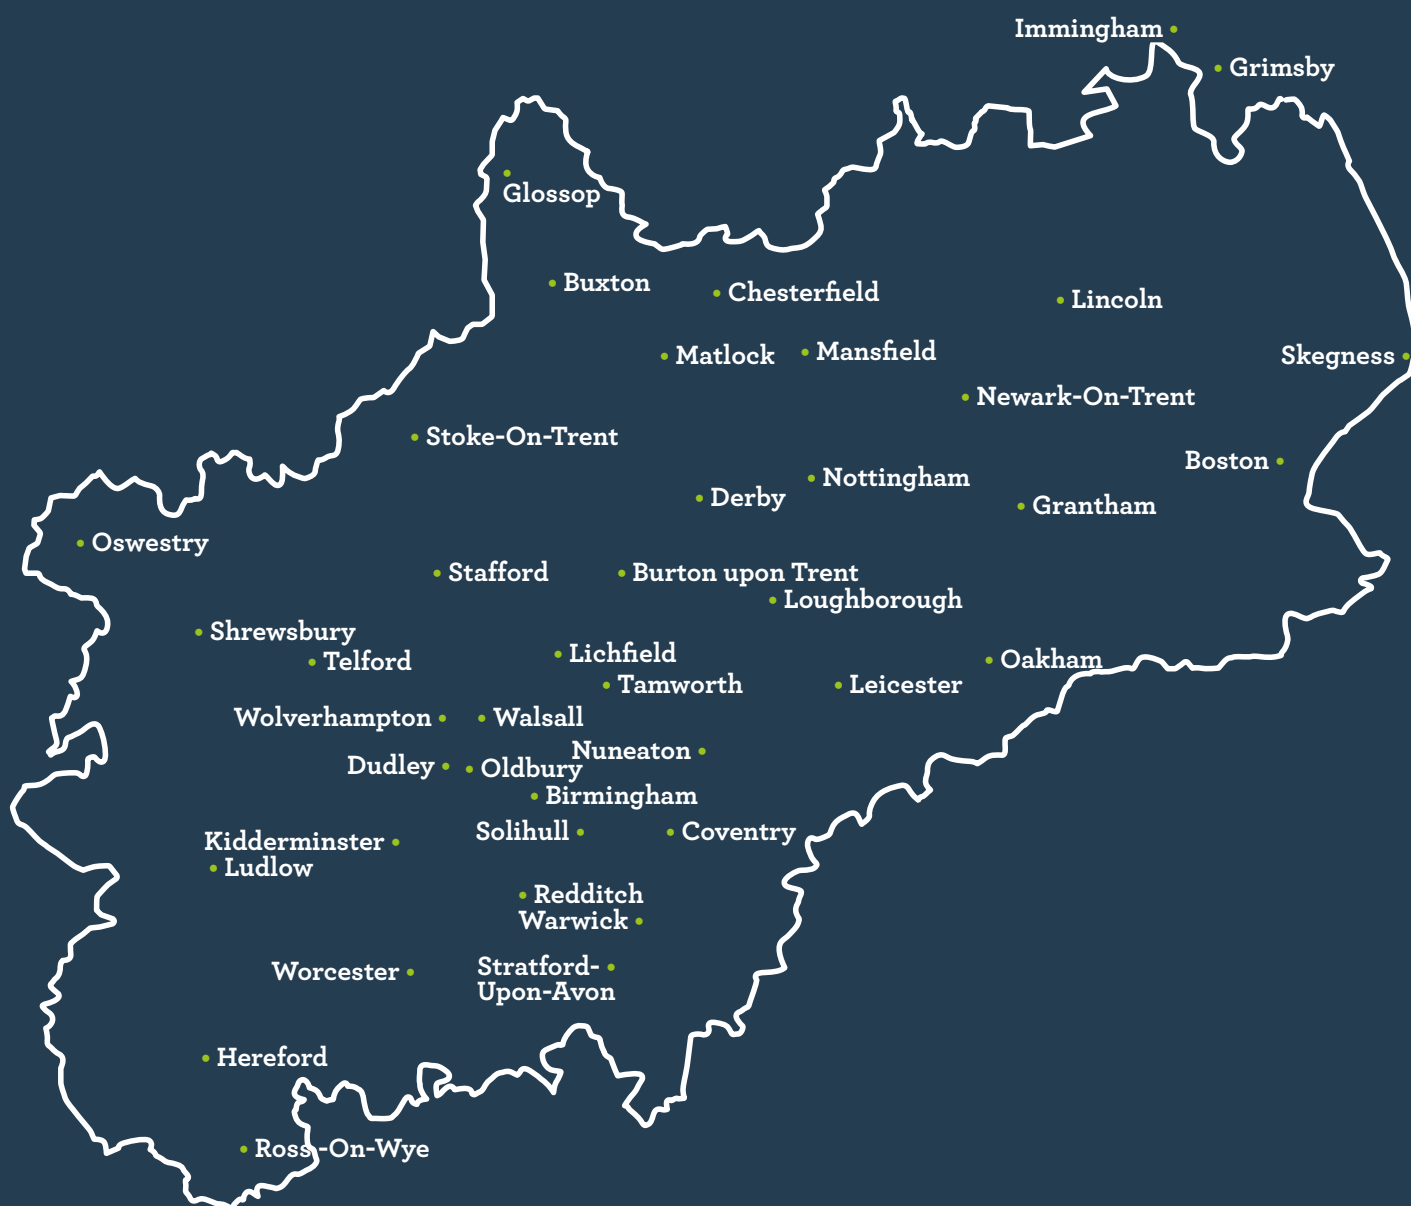 Immingham
Grimsby
Glossop
Buxton
Chesterfield
Lincoln
Matlock
Mansfield
Skegness
Newark-On-Trent
Stoke-On-Trent
Boston
Nottingham
Derby
Grantham
Oswestry
Stafford
Burton upon Trent
Loughborough
Shrewsbury
Telford
Lichfield
Oakham
Tamworth
Leicester
Wolverhampton
Walsall
Nuneaton
Dudley
Oldbury
Birmingham
Solihull
Coventry
Kidderminster
Ludlow
Redditch
Warwick
Worcester
Stratford-
Upon-Avon
Hereford
Ross-On-Wye